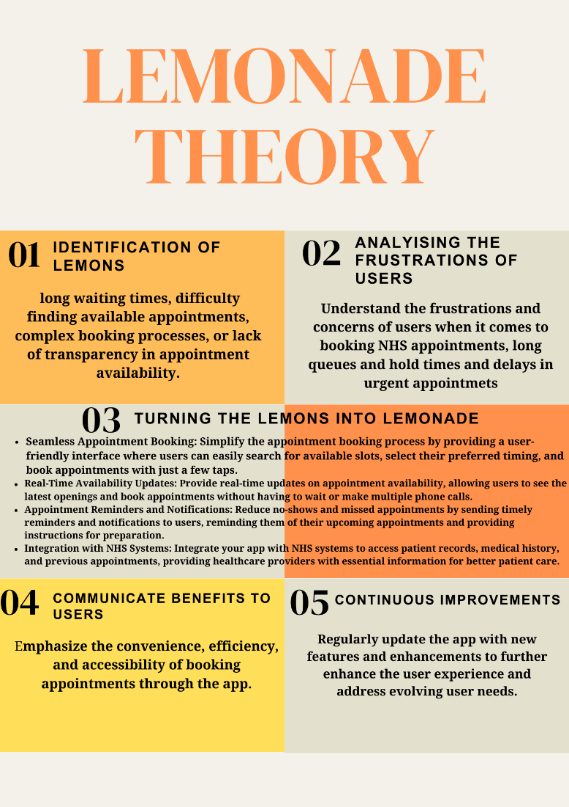 LEMONADE
THEORY
01 IDENTIFICATION OF
LEMONS
long waiting times, difficulty
finding available appointments,
complex booking processes, or lack
of transparency in appointment
availability.
02 ANALYISING THE
FRUSTRATIONS OF
USERS
Understand the frustrations and
concerns of users when it comes to
booking NHS appointments, long
queues and hold times and delays in
urgent appointmets
03 TURNING THE LEMONS INTO LEMONADE
• Seamless Appointment Booking: Simplify the appointment booking process by providing a user-
friendly interface where users can easily search for available slots, select their preferred timing, and
book appointments with just a few taps.
• Real-Time Availability Updates: Provide real-time updates on appointment availability, allowing users to see the
latest openings and book appointments without having to wait or make multiple phone calls.
• Appointment Reminders and Notifications: Reduce no-shows and missed appointments by sending timely
reminders and notifications to users, reminding them of their upcoming appointments and providing
instructions for preparation.
• Integration with NHS Systems: Integrate your app with NHS systems to access patient records, medical history,
and previous appointments, providing healthcare providers with essential information for better patient care.
04 COMMUNICATE BENEFITS TO
USERS
Emphasize the convenience, efficiency,
and accessibility of booking
appointments through the app.
05 CONTINUOUS IMPROVEMENTS
Regularly update the app with new
features and enhancements to further
enhance the user experience and
address evolving user needs.